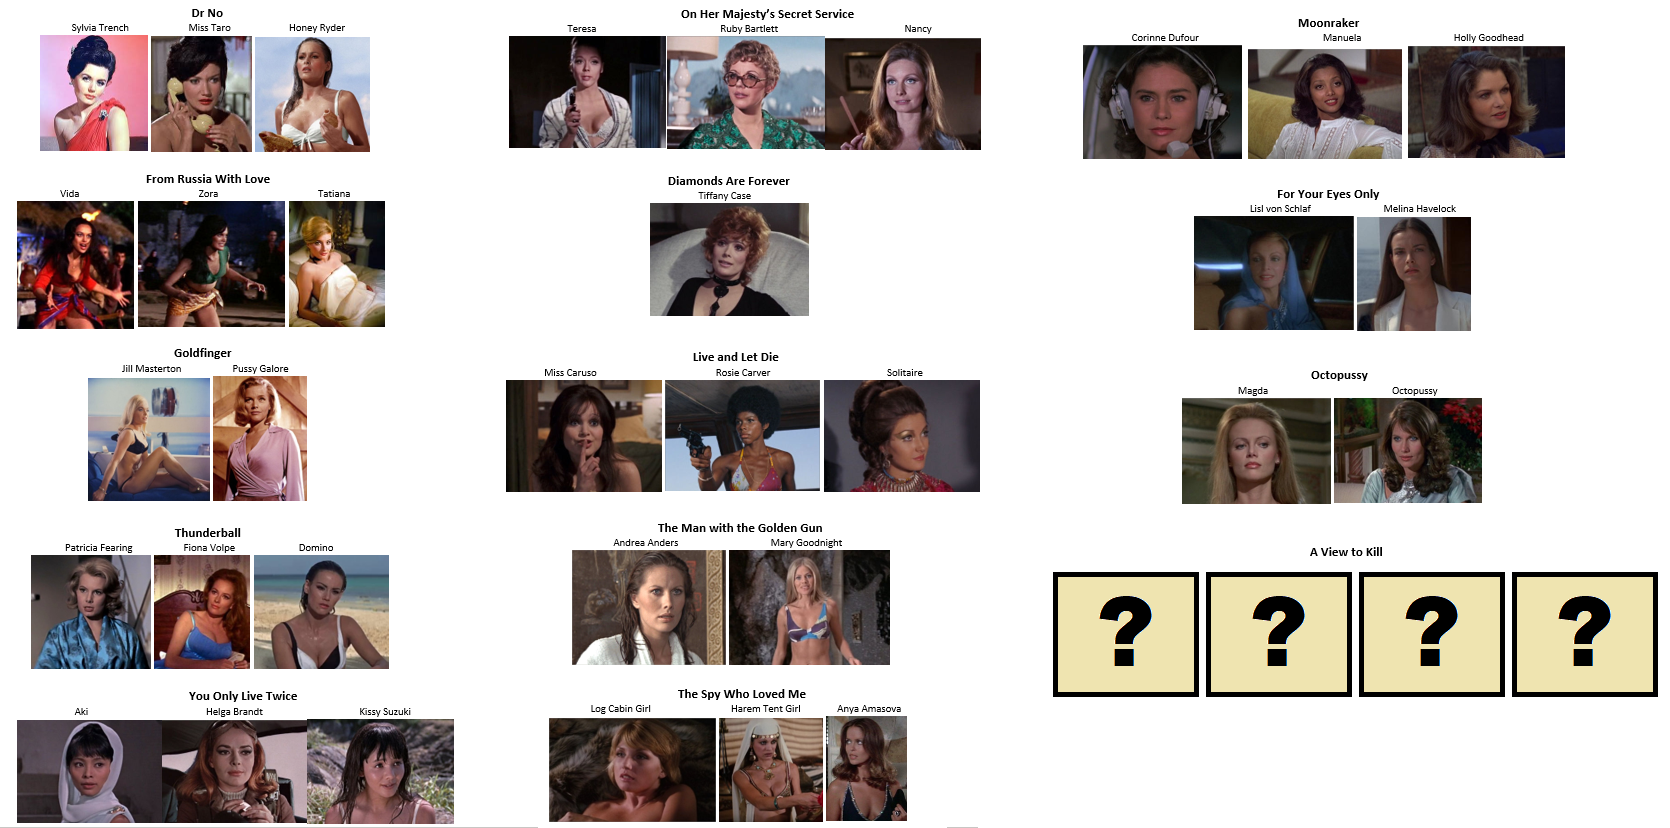 Dr No
Sylvia Trench Miss Taro Honey Ryder
From Russia With Love
Vida Zora Tatiana
Goldfinger
Jill Masterton Pussy Galore
Thunderball
Patricia Fearing Fiona Volpe Domino
You Only Live Twice
Aki Helga Brandt Kissy Suzuki
On Her Majesty's Secret Service
Teresa Ruby Bartlett Nancy
Diamonds Are Forever
Tiffany Case
Live and Let Die
Miss Caruso Rosie Carver Solitaire
The Man with the Golden Gun
Andrea Anders Mary Goodnight
The Spy Who Loved Me
Log Cabin Girl Harem Tent Girl Anya Amasova
Moonraker
Corinne Dufour Manuela Holly Goodhead
For Your Eyes Only
Lisl von Schlaf Melina Havelock
Octopussy
Magda Octopussy
A View to Kill
? ? ? ?